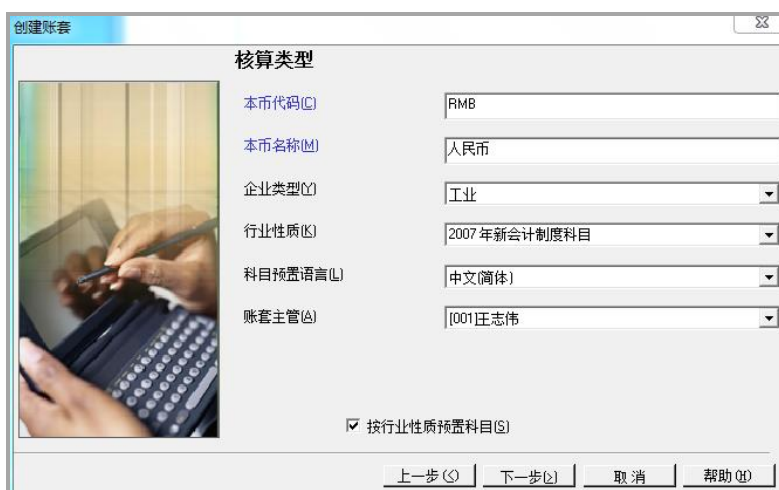 创建账套
核算类型
本币代码(C) RMB
本币名称(M) 人民币
企业类型(Y) 工业
行业性质(K) 2007年新会计制度科目
科目预置语言(L) 中文(简体)
账套主管(A) [001]王志伟
按行业性质预置科目(S)
上一步(<) 下一步(>) 取消 帮助(H)